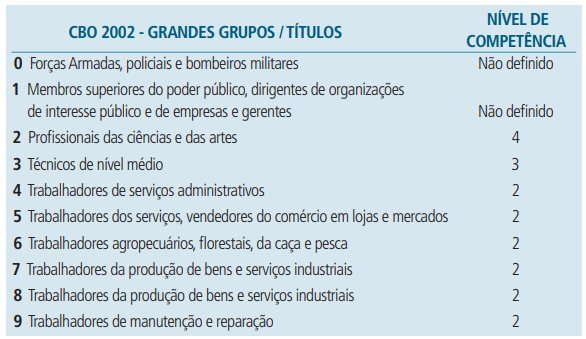 CBO 2002 - GRANDES GRUPOS / TÍTULOS
NÍVEL DE
COMPETÊNCIA
0 Forças Armadas, policiais e bombeiros militares Não definido
1 Membros superiores do poder público, dirigentes de organizações
de interesse público e de empresas e gerentes Não definido
2 Profissionais das ciências e das artes 4
3 Técnicos de nível médio 3
4 Trabalhadores de serviços administrativos 2
5 Trabalhadores dos serviços, vendedores do comércio em lojas e mercados 2
6 Trabalhadores agropecuários, florestais, da caça e pesca 2
7 Trabalhadores da produção de bens e serviços industriais 2
8 Trabalhadores da produção de bens e serviços industriais 2
9 Trabalhadores de manutenção e reparação 2